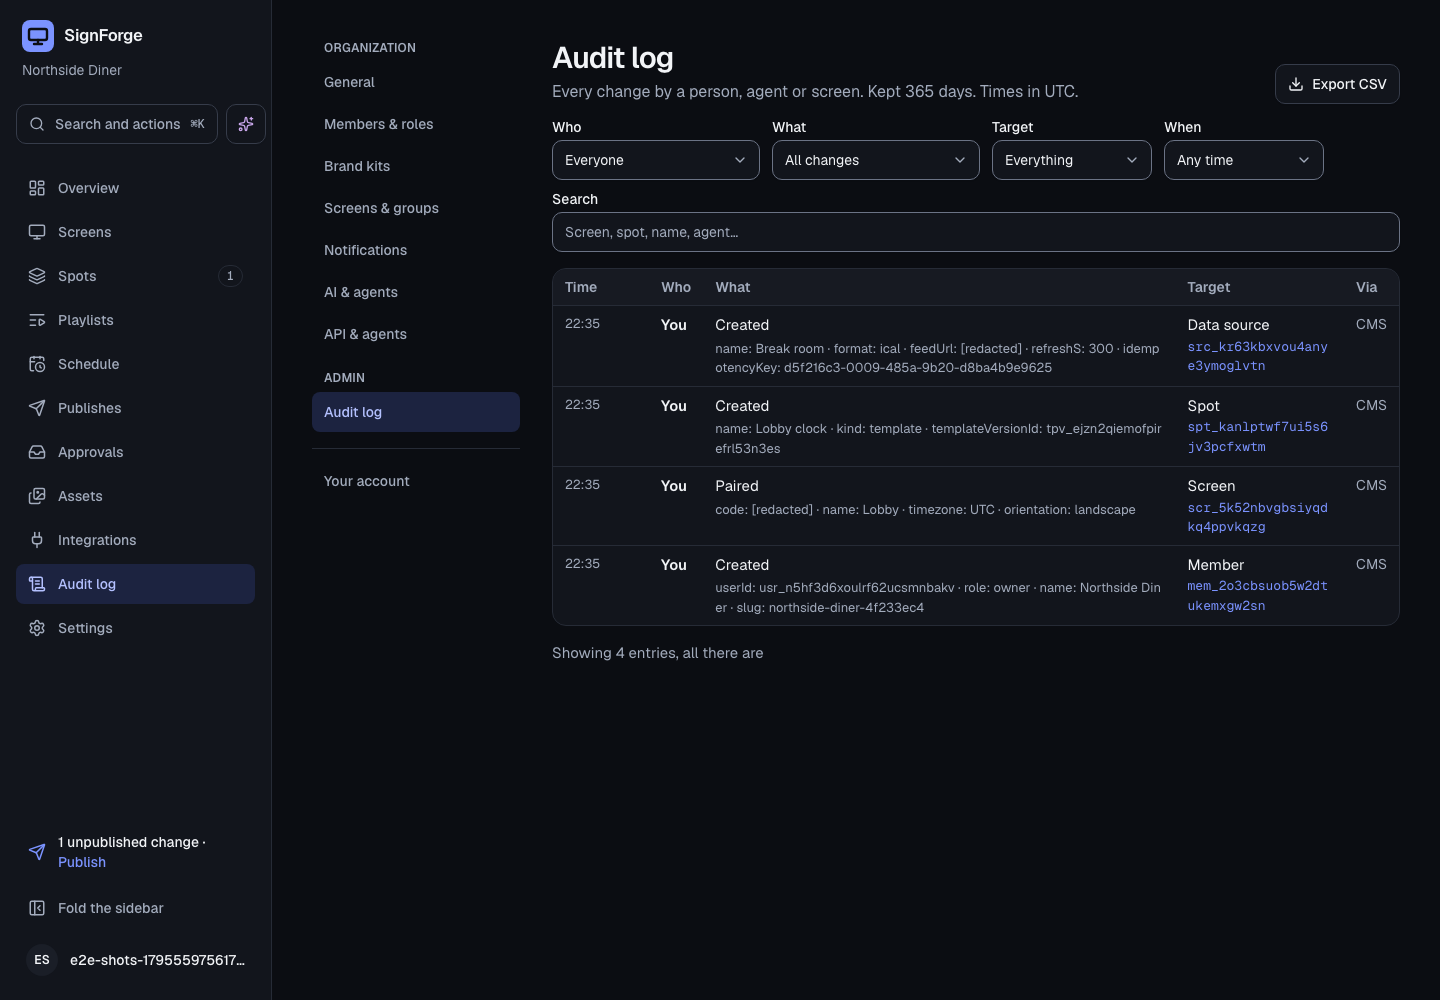 SignForge
Northside Diner
Search and actions ⌘K
Overview
Screens
Spots 1
Playlists
Schedule
Publishes
Approvals
Assets
Integrations
Audit log
Settings
1 unpublished change ·
Publish
Fold the sidebar
ES e2e-shots-179555975617…
ORGANIZATION
General
Members & roles
Brand kits
Screens & groups
Notifications
AI & agents
API & agents
ADMIN
Audit log
Your account
Audit log
Every change by a person, agent or screen. Kept 365 days. Times in UTC.
Export CSV
Who What Target When
Everyone All changes Everything Any time
Search
Screen, spot, name, agent…
Time Who What Target Via
22:35 You Created Data source CMS
name: Break room · format: ical · feedUrl: [redacted] · refreshS: 300 · idemp
otencyKey: d5f216c3-0009-485a-9b20-d8ba4b9e9625
src_kr63kbxvou4any
e3ymoglvtn
22:35 You Created Spot CMS
name: Lobby clock · kind: template · templateVersionId: tpv_ejzn2qiemofpir
efrl53n3es
spt_kanlptwf7ui5s6
jv3pcfxwtm
22:35 You Paired Screen CMS
code: [redacted] · name: Lobby · timezone: UTC · orientation: landscape
scr_5k52nbvgbsiyqd
kq4ppvkqzg
22:35 You Created Member CMS
userId: usr_n5hf3d6xoulrf62ucsmnbakv · role: owner · name: Northside Din
er · slug: northside-diner-4f233ec4
mem_2o3cbsuob5w2dt
ukemxgw2sn
Showing 4 entries, all there are